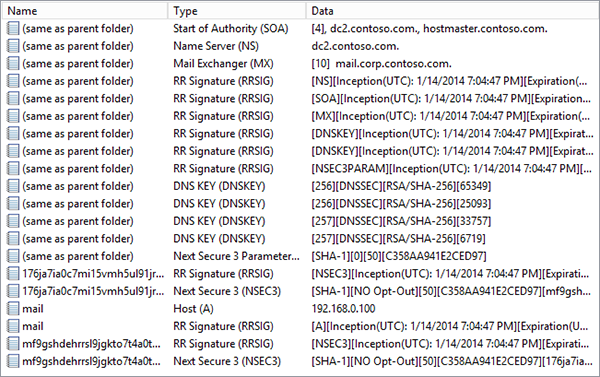 Name Type Data
(same as parent folder) Start of Authority (SOA) [4], dc2.contoso.com., hostmaster.contoso.com.
(same as parent folder) Name Server (NS) dc2.contoso.com.
(same as parent folder) Mail Exchanger (MX) [10] mail.corp.contoso.com.
(same as parent folder) RR Signature (RRSIG) [NS][Inception(UTC): 1/14/2014 7:04:47 PM][Expiration(...
(same as parent folder) RR Signature (RRSIG) [SOA][Inception(UTC): 1/14/2014 7:04:47 PM][Expiration...
(same as parent folder) RR Signature (RRSIG) [MX][Inception(UTC): 1/14/2014 7:04:47 PM][Expiration(...
(same as parent folder) RR Signature (RRSIG) [DNSKEY][Inception(UTC): 1/14/2014 7:04:47 PM][Expirat...
(same as parent folder) RR Signature (RRSIG) [DNSKEY][Inception(UTC): 1/14/2014 7:04:47 PM][Expirat...
(same as parent folder) RR Signature (RRSIG) [NSEC3PARAM][Inception(UTC): 1/14/2014 7:04:47 PM][E...
(same as parent folder) DNS KEY (DNSKEY) [256][DNSSEC][RSA/SHA-256][65349]
(same as parent folder) DNS KEY (DNSKEY) [256][DNSSEC][RSA/SHA-256][25093]
(same as parent folder) DNS KEY (DNSKEY) [257][DNSSEC][RSA/SHA-256][33757]
(same as parent folder) DNS KEY (DNSKEY) [257][DNSSEC][RSA/SHA-256][6719]
(same as parent folder) Next Secure 3 Paramete... [SHA-1][0][50][C358AA941E2CED97]
176ja7ia0c7mi15vmh5ul91jr... RR Signature (RRSIG) [NSEC3][Inception(UTC): 1/14/2014 7:04:47 PM][Expirati...
176ja7ia0c7mi15vmh5ul91jr... Next Secure 3 (NSEC3) [SHA-1][NO Opt-Out][50][C358AA941E2CED97][mf9gsh...
mail Host (A) 192.168.0.100
mail RR Signature (RRSIG) [A][Inception(UTC): 1/14/2014 7:04:47 PM][Expiration(U...
mf9gshdehrrsl9jgkto7t4a0t... RR Signature (RRSIG) [NSEC3][Inception(UTC): 1/14/2014 7:04:47 PM][Expirati...
mf9gshdehrrsl9jgkto7t4a0t... Next Secure 3 (NSEC3) [SHA-1][NO Opt-Out][50][C358AA941E2CED97][176ja7ia...